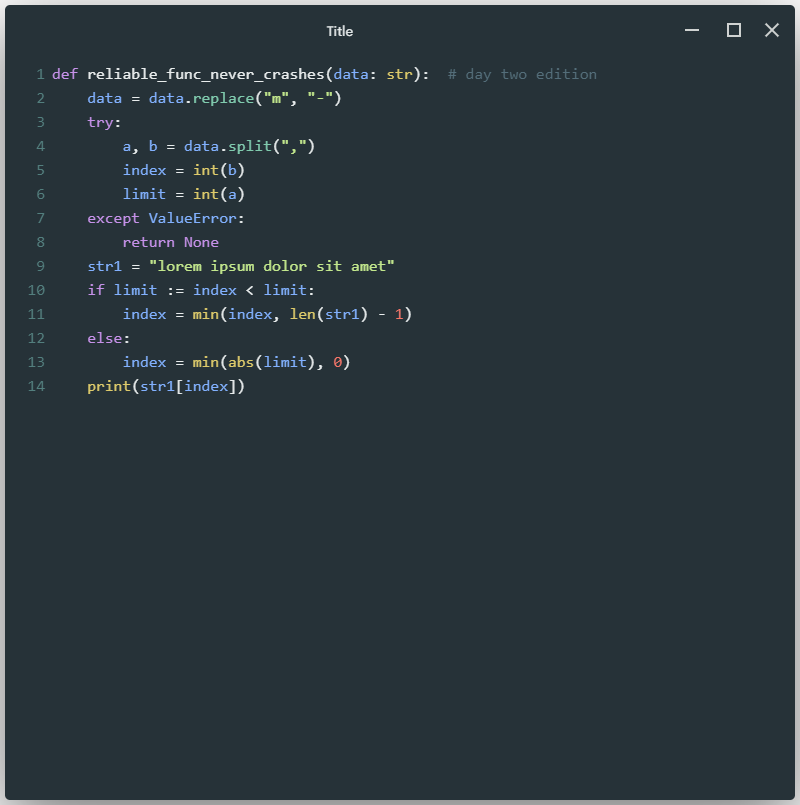 Title
1 def reliable_func_never_crashes(data: str):  # day two edition
2     data = data.replace("m", "-")
3     try:
4         a, b = data.split(",")
5         index = int(b)
6         limit = int(a)
7     except ValueError:
8         return None
9     str1 = "lorem ipsum dolor sit amet"
10     if limit := index < limit:
11         index = min(index, len(str1) - 1)
12     else:
13         index = min(abs(limit), 0)
14     print(str1[index])